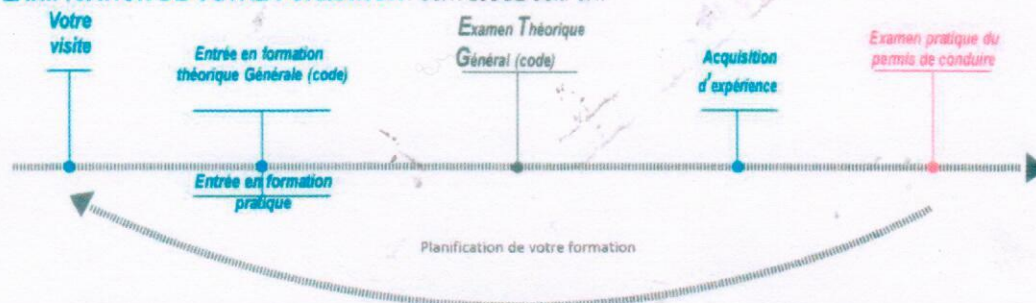 Votre
visite
Entrée en formation
théorique Générale (code)
Examen Théorique
Général (code)
Acquisition
d'expérience
Examen pratique du
permis de conduire
Entrée en formation
pratique
Planification de votre formation